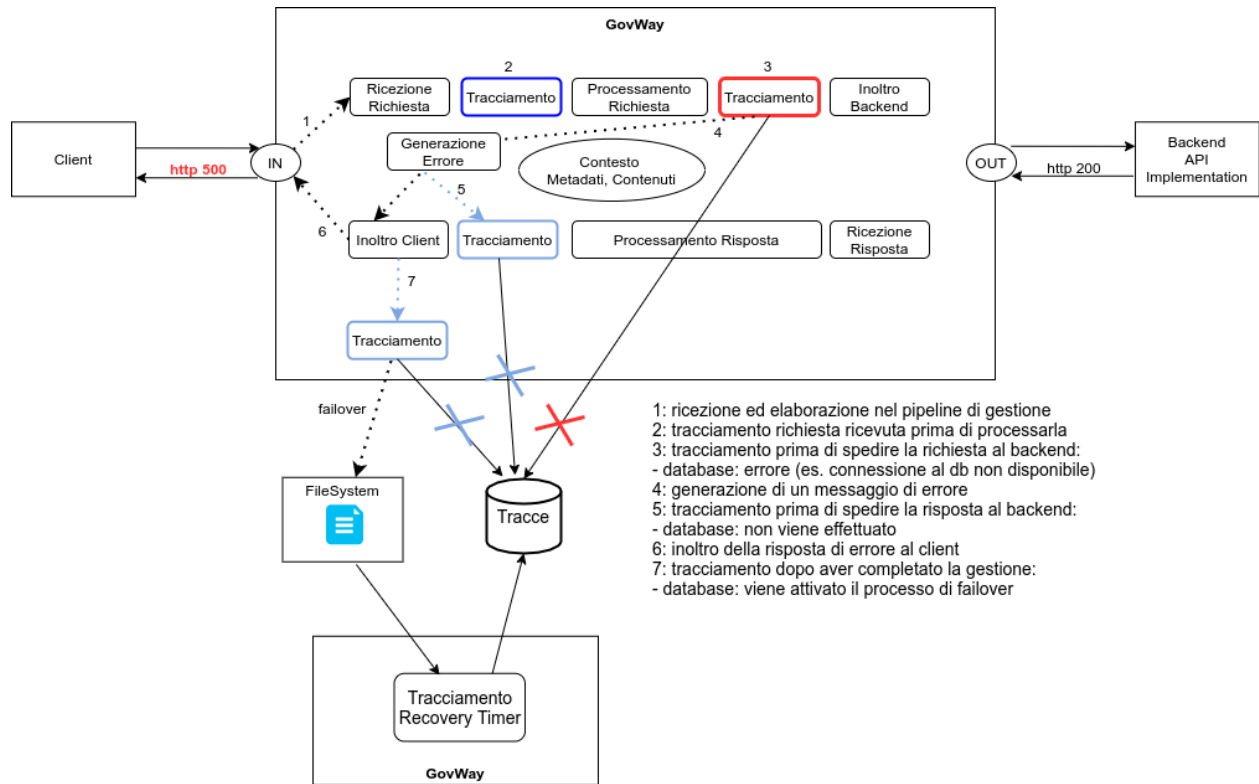 GovWay
2
3
Ricezione
Richiesta
Tracciamento
Processamento
Richiesta
Tracciamento
Inoltro
Backend
1
4
Client
http 500
IN
Generazione
Errore
Contesto
Metadati, Contenuti
OUT
http 200
Backend
API
Implementation
5
6
Inoltro Client
Tracciamento
Processamento Risposta
Ricezione
Risposta
7
Tracciamento
failover
FileSystem
Tracce
1: ricezione ed elaborazione nel pipeline di gestione
2: tracciamento richiesta ricevuta prima di processarla
3: tracciamento prima di spedire la richiesta al backend:
- database: errore (es. connessione al db non disponibile)
4: generazione di un messaggio di errore
5: tracciamento prima di spedire la risposta al backend:
- database: non viene effettuato
6: inoltro della risposta di errore al client
7: tracciamento dopo aver completato la gestione:
- database: viene attivato il processo di failover
Tracciamento
Recovery Timer
GovWay